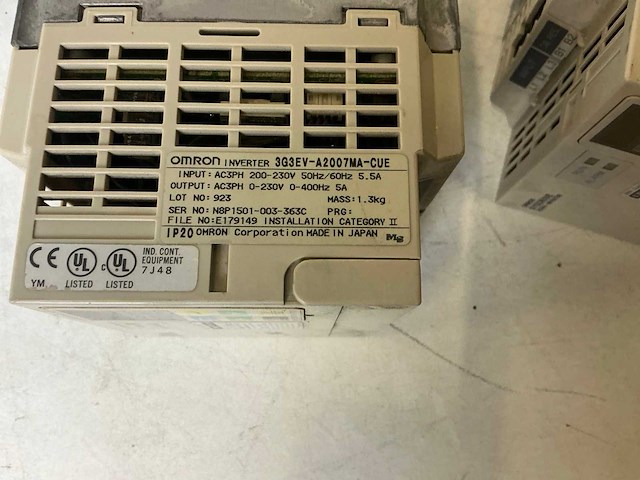 OMRON INVERTER 3G3EV-A2007MA-CUE
INPUT: AC3PH 200-230V 50Hz/60Hz 5.5A
OUTPUT: AC3PH 0-230V 0-400Hz 5A
LOT NO: 923 MASS: 1.3kg
SER NO: N8P1501-003-363C PRG:
FILE NO: E179149 INSTALLATION CATEGORY II
IP20 OMRON Corporation MADE IN JAPAN MS
CE UL c UL IND. CONT.
EQUIPMENT
7J48
YM LISTED LISTED